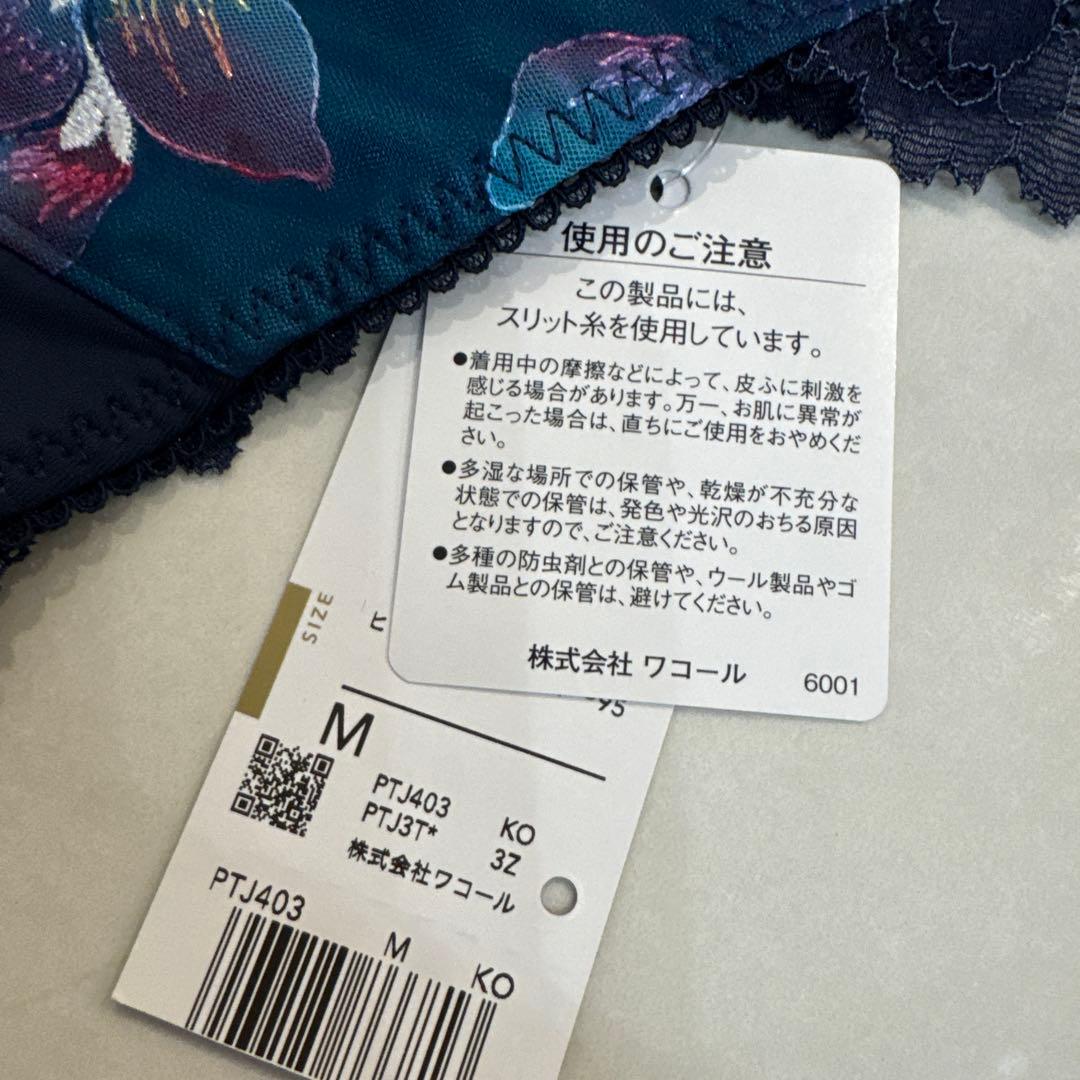 使用のご注意
この製品には、
スリット糸を使用しています。
●着用中の摩擦などによって、皮ふに刺激を
感じる場合があります。万一、お肌に異常が
起こった場合は、直ちにご使用をおやめくだ
さい。
●多湿な場所での保管や、乾燥が不充分な
状態での保管は、発色や光沢のおちる原因
となりますので、ご注意ください。
●多種の防虫剤との保管や、ウール製品やゴ
ム製品との保管は、避けてください。
株式会社 ワコール
6001
SIZE
ヒ
95
M
PTJ403 KO
PTJ3T* 3Z
株式会社ワコール
PTJ403 M KO